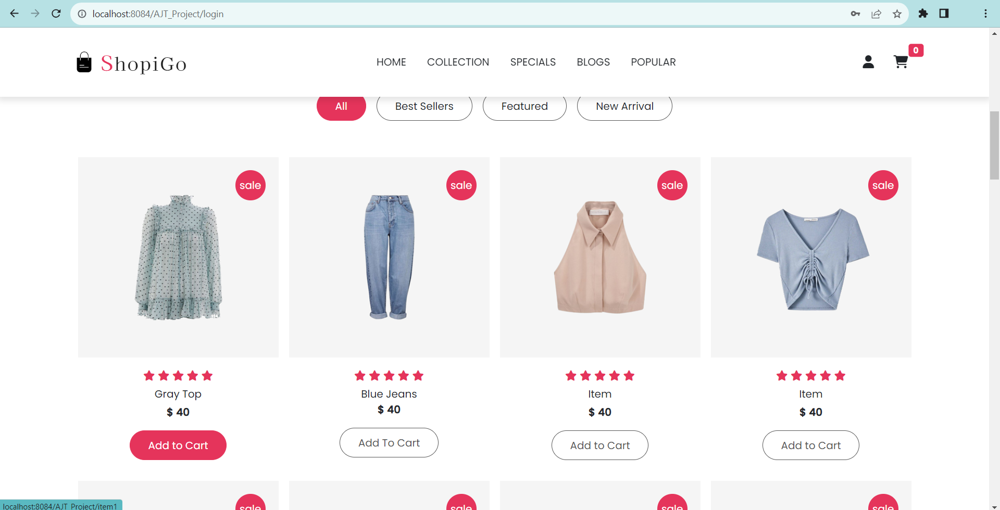 localhost:8084/AJT_Project/login
ShopiGo
HOME COLLECTION SPECIALS BLOGS POPULAR
0
All Best Sellers Featured New Arrival
sale sale sale sale
Gray Top Blue Jeans Item Item
$ 40 $ 40 $ 40 $ 40
Add to Cart Add To Cart Add to Cart Add to Cart
sale sale sale sale
localhost:8084/AJT_Project/item1